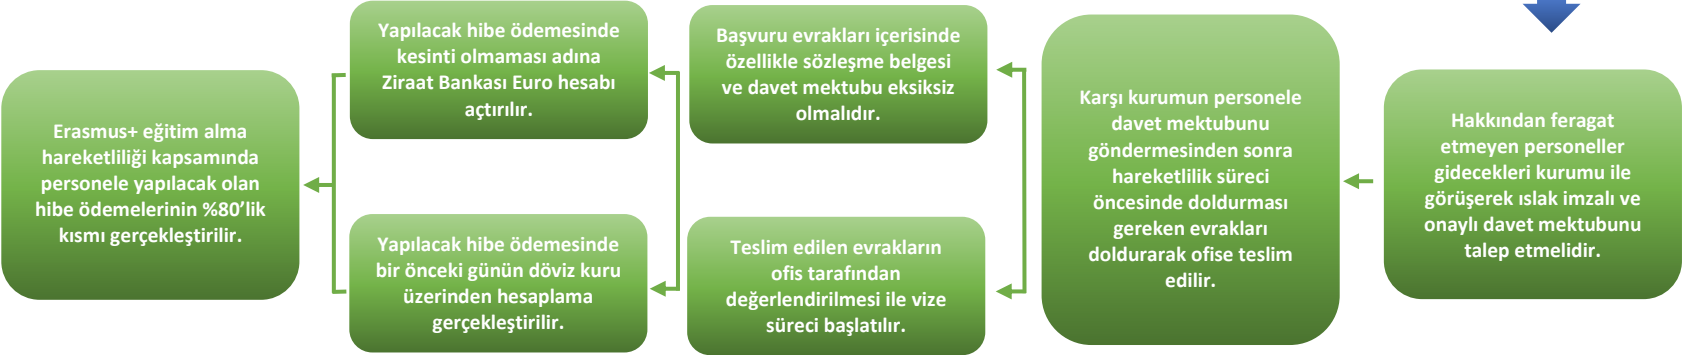 Yapılacak hibe ödemesinde
kesinti olmaması adına
Ziraat Bankası Euro hesabı
açtırılır.
Başvuru evrakları içerisinde
özellikle sözleşme belgesi
ve davet mektubu eksiksiz
olmalıdır.
Erasmus+ eğitim alma
hareketliliği kapsamında
personele yapılacak olan
hibe ödemelerinin %80’lik
kısmı gerçekleştirilir.
Karşı kurumun personele
davet mektubunu
göndermesinden sonra
hareketlilik süreci
öncesinde doldurması
gereken evrakları
doldurarak ofise teslim
edilir.
Hakkından feragat
etmeyen personeller
gidecekleri kurumu ile
görüşerek ıslak imzalı ve
onaylı davet mektubunu
talep etmelidir.
Yapılacak hibe ödemesinde
bir önceki günün döviz kuru
üzerinden hesaplama
gerçekleştirilir.
Teslim edilen evrakların
ofis tarafından
değerlendirilmesi ile vize
süreci başlatılır.